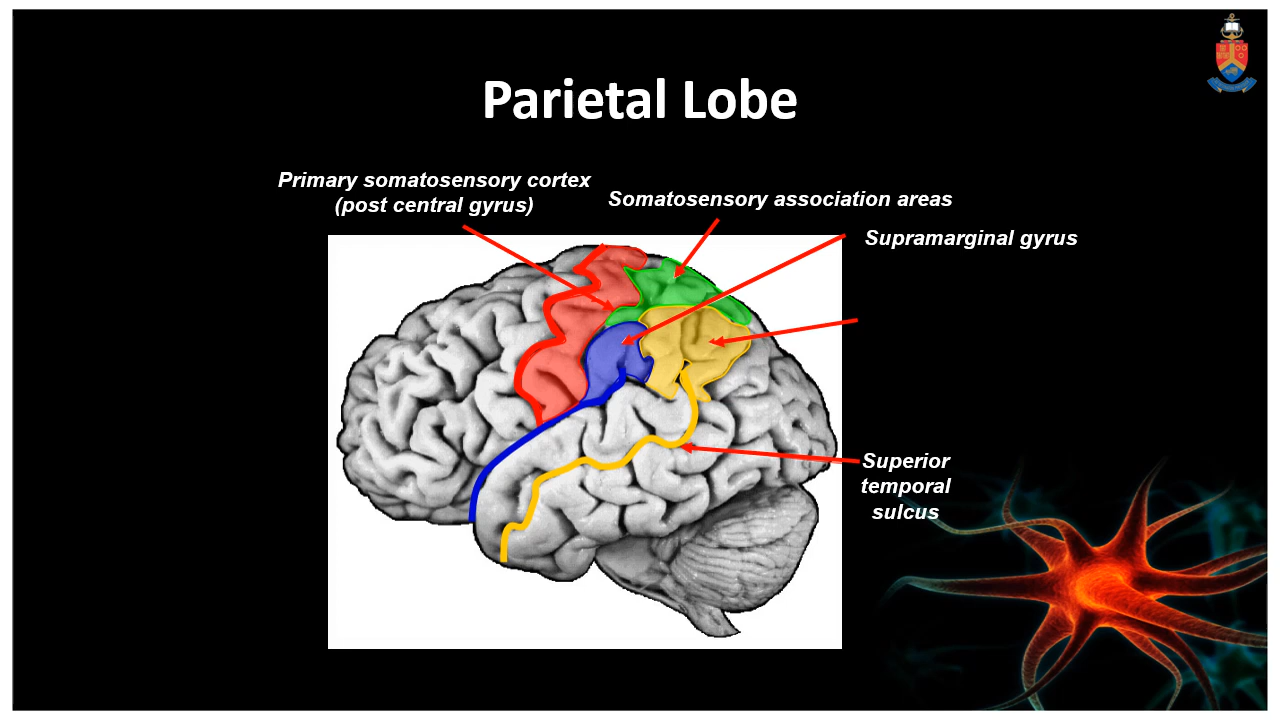 Parietal Lobe
Primary somatosensory cortex
(post central gyrus)
Somatosensory association areas
Supramarginal gyrus
Superior
temporal
sulcus